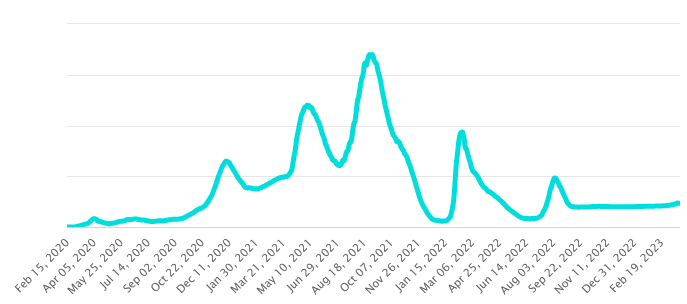 Feb 15, 2020
Apr 05, 2020
May 25, 2020
Jul 14, 2020
Sep 02, 2020
Oct 22, 2020
Dec 11, 2020
Jan 30, 2021
Mar 21, 2021
May 10, 2021
Jun 29, 2021
Aug 18, 2021
Oct 07, 2021
Nov 26, 2021
Jan 15, 2022
Mar 06, 2022
Apr 25, 2022
Jun 14, 2022
Aug 03, 2022
Sep 22, 2022
Nov 11, 2022
Dec 31, 2022
Feb 19, 2023